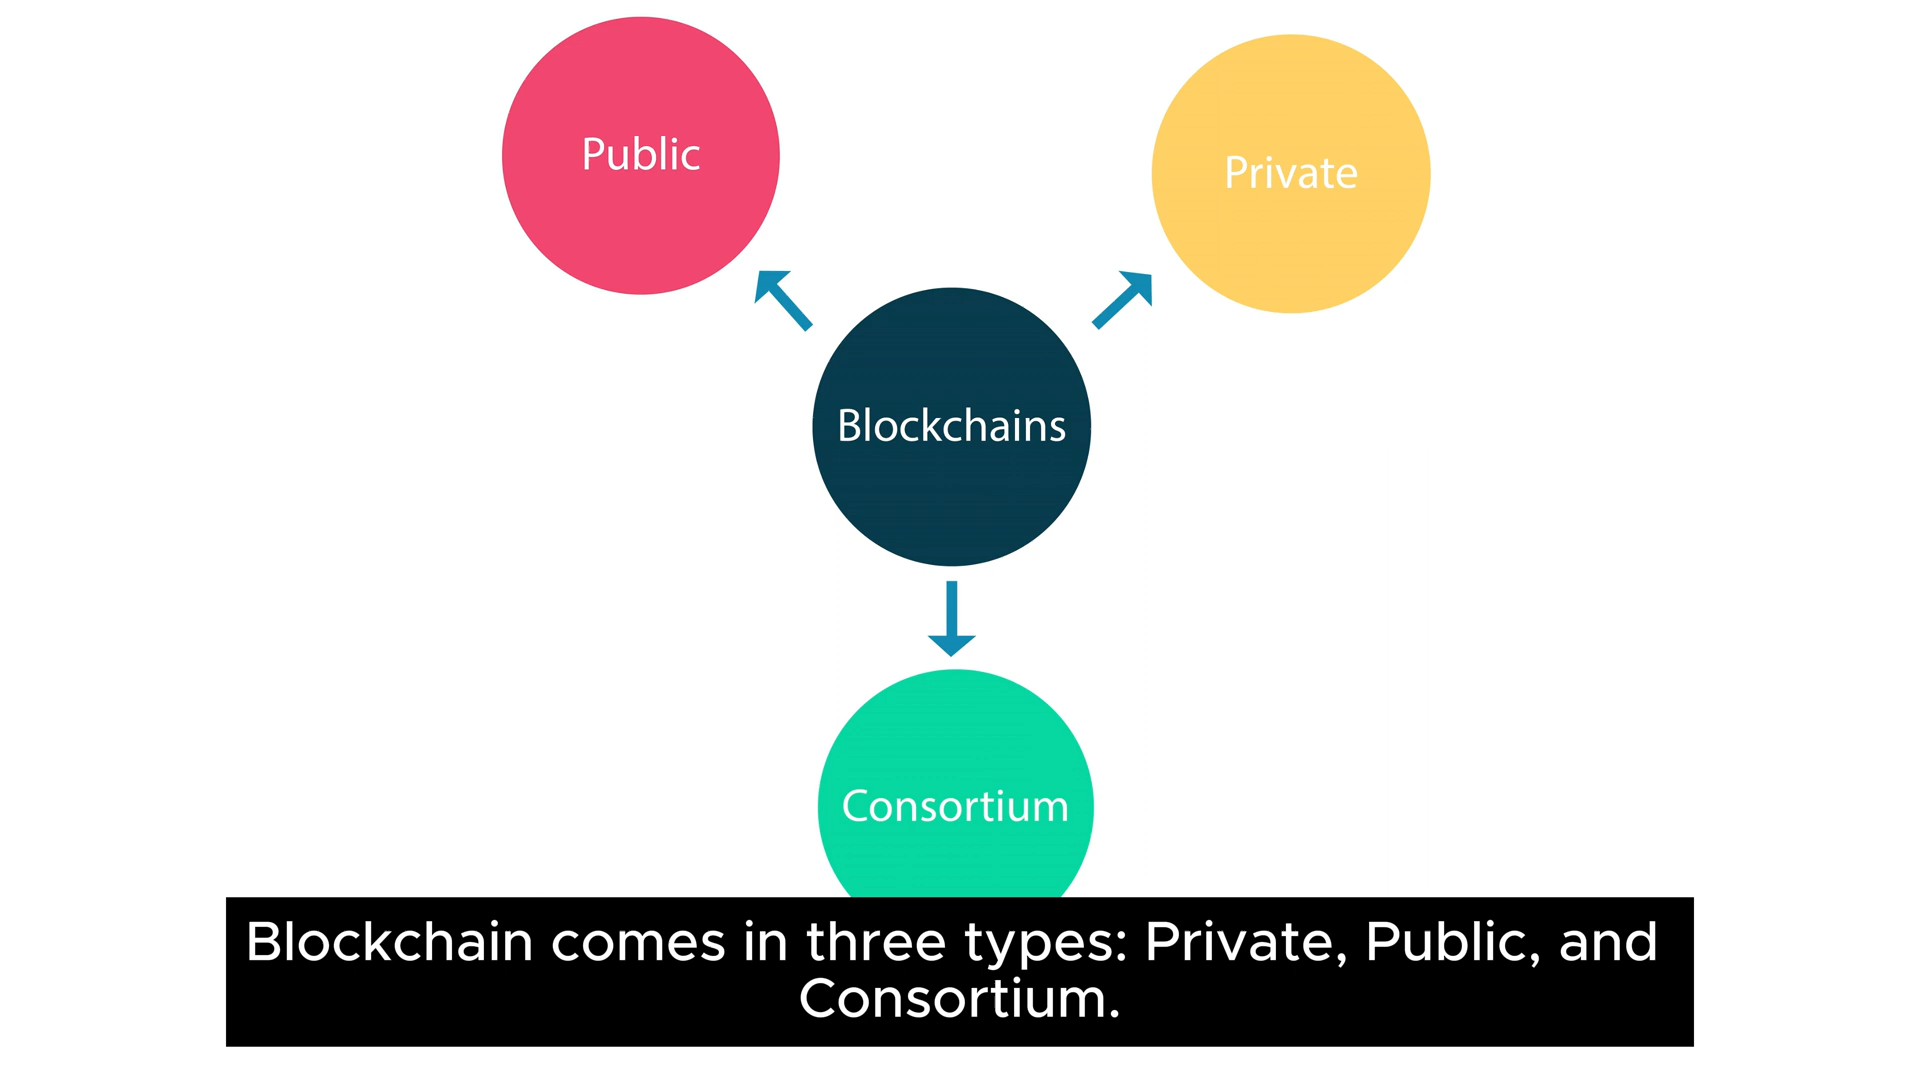 Public
Private
Blockchains
Consortium
Blockchain comes in three types: Private, Public, and
Consortium.